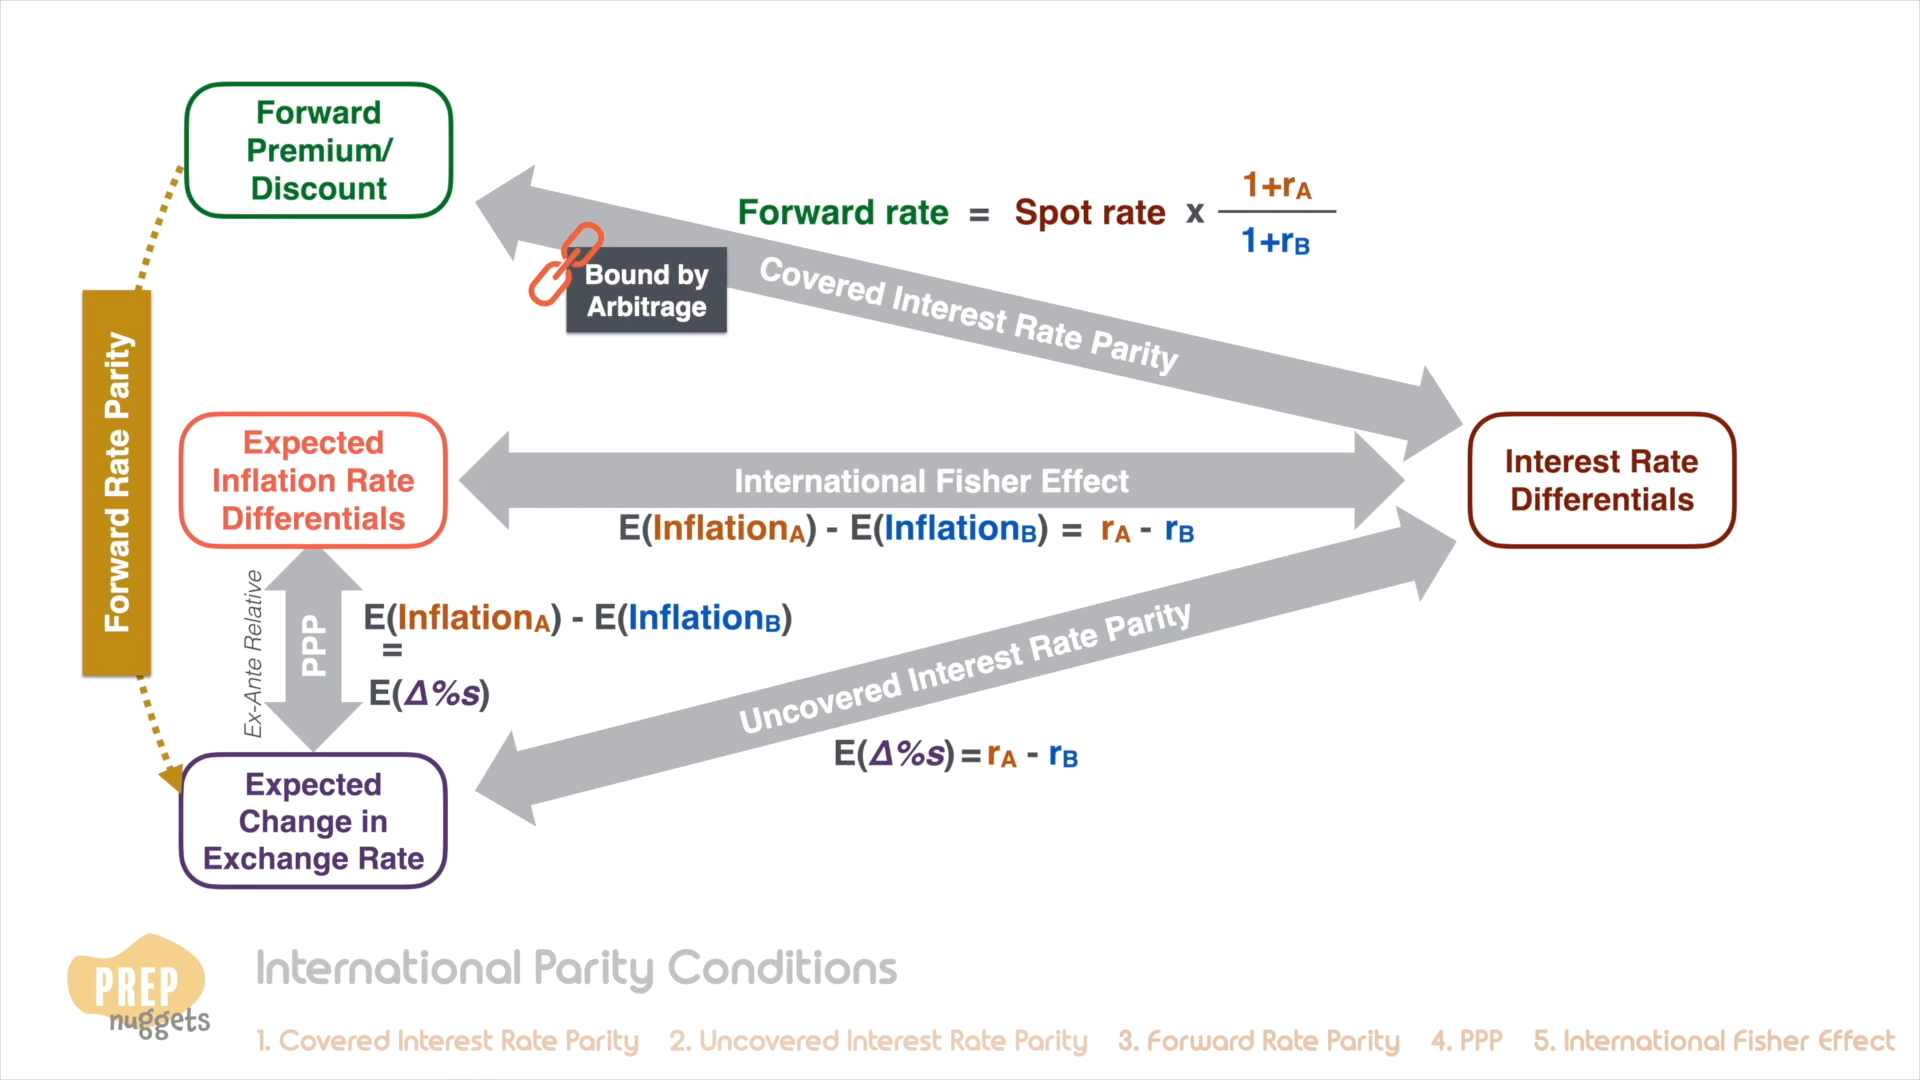 Forward
Premium/
Discount
Forward rate = Spot rate x 1+rA
1+rB
Bound by
Arbitrage
Covered Interest Rate Parity
Forward Rate Parity
Expected
Inflation Rate
Differentials
International Fisher Effect
E(InflationA) - E(InflationB) = rA - rB
Interest Rate
Differentials
Ex-Ante Relative
PPP
E(InflationA) - E(InflationB)
=
E(Δ%s)
Uncovered Interest Rate Parity
E(Δ%s) = rA - rB
Expected
Change in
Exchange Rate
PREP
nuggets
International Parity Conditions
1. Covered Interest Rate Parity 2. Uncovered Interest Rate Parity 3. Forward Rate Parity 4. PPP 5. International Fisher Effect